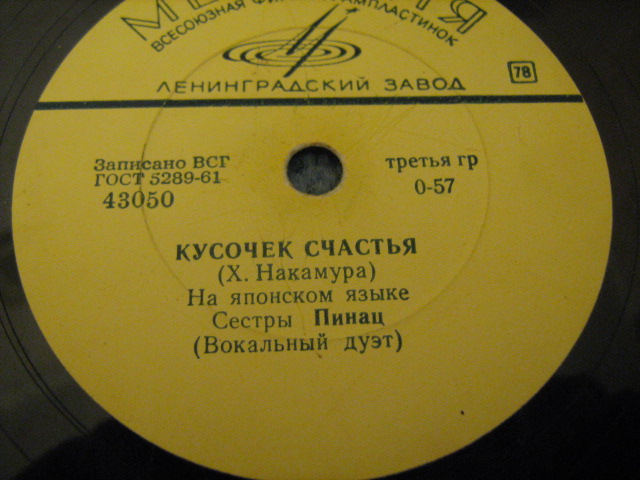 ВСЕСОЮЗНАЯ
ЛЕНИНГРАДСКИЙ ЗАВОД
78
Записано ВСГ
ГОСТ 5289-61
43050
третья гр
0-57
КУСОЧЕК СЧАСТЬЯ
(Х. Накамура)
На японском языке
Сестры Пинац
(Вокальный дуэт)